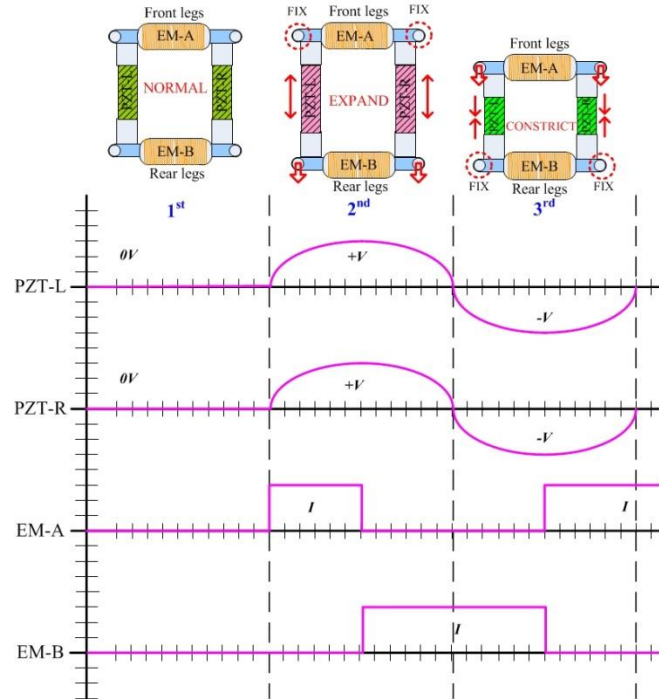 Front legs
EM-A
PZT-L
NORMAL
PZT-R
EM-B
Rear legs
FIX
Front legs
FIX
EM-A
PZT-L
EXPAND
PZT-R
EM-B
Rear legs
Front legs
EM-A
CONSTRICT
EM-B
FIX
Rear legs
FIX
1st
2nd
3rd
0V
+V
PZT-L
-V
0V
+V
PZT-R
-V
I
I
EM-A
I
EM-B